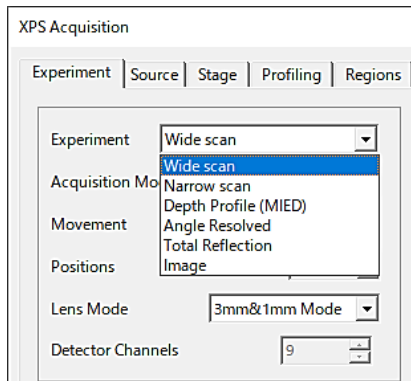 XPS Acquisition
Experiment Source Stage Profiling Regions
Experiment Wide scan
Wide scan
Acquisition Mo
Narrow scan
Depth Profile (MIED)
Movement
Angle Resolved
Total Reflection
Positions
Image
Lens Mode 3mm&1mm Mode
Detector Channels 9